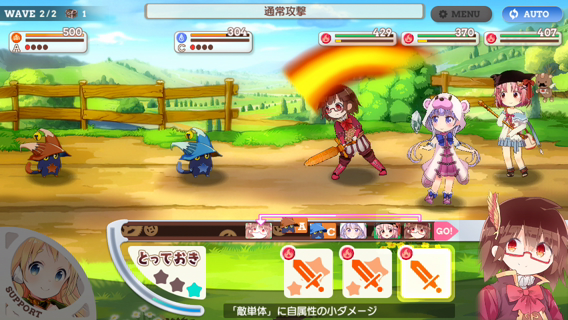 WAVE 2/2 1
通常攻撃
MENU
AUTO
500
A
304
C
429
370
407
A
C
GO!
とっておき
SUPPORT
「敵単体」に自属性の小ダメージ